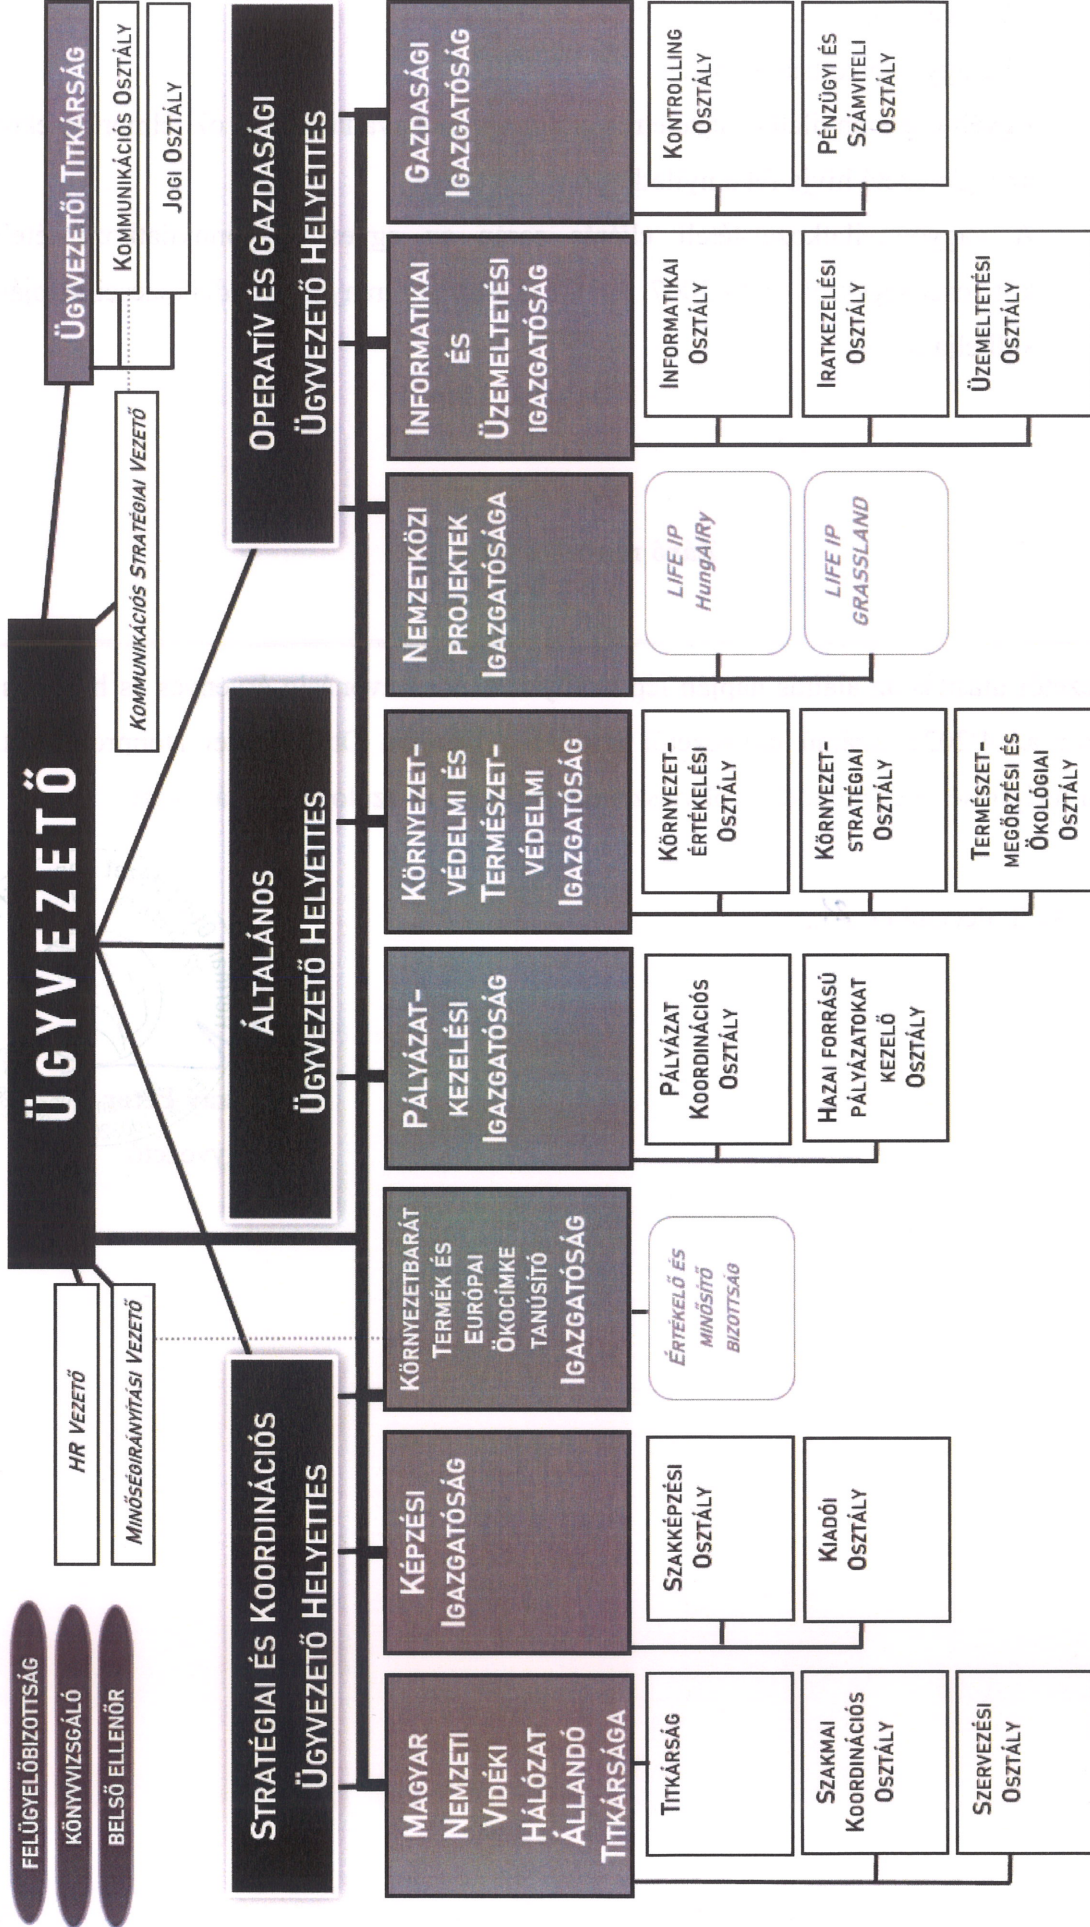 FELÜGYELŐBIZOTTSÁG
KÖNYVVIZSGÁLÓ
BELSŐ ELLENŐR
HR VEZETŐ
MINŐSÉGIRÁNYÍTÁSI VEZETŐ
ÜGYVEZETŐ
KOMMUNIKÁCIÓS STRATÉGIAI VEZETŐ
ÜGYVEZETŐI TITKÁRSÁG
KOMMUNIKÁCIÓS OSZTÁLY
JOGI OSZTÁLY
STRATÉGIAI ÉS KOORDINÁCIÓS
ÜGYVEZETŐ HELYETTES
ÁLTALÁNOS
ÜGYVEZETŐ HELYETTES
OPERATÍV ÉS GAZDASÁGI
ÜGYVEZETŐ HELYETTES
MAGYAR
NEMZETI
VIDÉKI
HÁLÓZAT
ÁLLANDÓ
TITKÁRSÁGA
TITKÁRSÁG
SZAKMAI
KOORDINÁCIÓS
OSZTÁLY
SZERVEZÉSI
OSZTÁLY
KÉPZÉSI
IGAZGATÓSÁG
SZAKKÉPZÉSI
OSZTÁLY
KIADÓI
OSZTÁLY
KÖRNYEZETBARÁT
TERMÉK ÉS
EURÓPAI
ÖKOCÍMKE
TANÚSÍTÓ
IGAZGATÓSÁG
ÉRTÉKELŐ ÉS
MINŐSÍTŐ
BIZOTTSÁG
PÁLYÁZAT-
KEZELÉSI
IGAZGATÓSÁG
PÁLYÁZAT
KOORDINÁCIÓS
OSZTÁLY
HAZAI FORRÁSÚ
PÁLYÁZATOKAT
KEZELŐ
OSZTÁLY
KÖRNYEZET-
VÉDELMI ÉS
TERMÉSZET-
VÉDELMI
IGAZGATÓSÁG
KÖRNYEZET-
ÉRTÉKELÉSI
OSZTÁLY
KÖRNYEZET-
STRATÉGIAI
OSZTÁLY
TERMÉSZET-
MEGŐRZÉSI ÉS
ÖKOLÓGIAI
OSZTÁLY
NEMZETKÖZI
PROJEKTEK
IGAZGATÓSÁGA
LIFE IP
HungAIRy
LIFE IP
GRASSLAND
INFORMATIKAI
ÉS
ÜZEMELTETÉSI
IGAZGATÓSÁG
INFORMATIKAI
OSZTÁLY
IRATKEZELÉSI
OSZTÁLY
ÜZEMELTETÉSI
OSZTÁLY
GAZDASÁGI
IGAZGATÓSÁG
KONTROLLING
OSZTÁLY
PÉNZÜGYI ÉS
SZÁMVITELI
OSZTÁLY